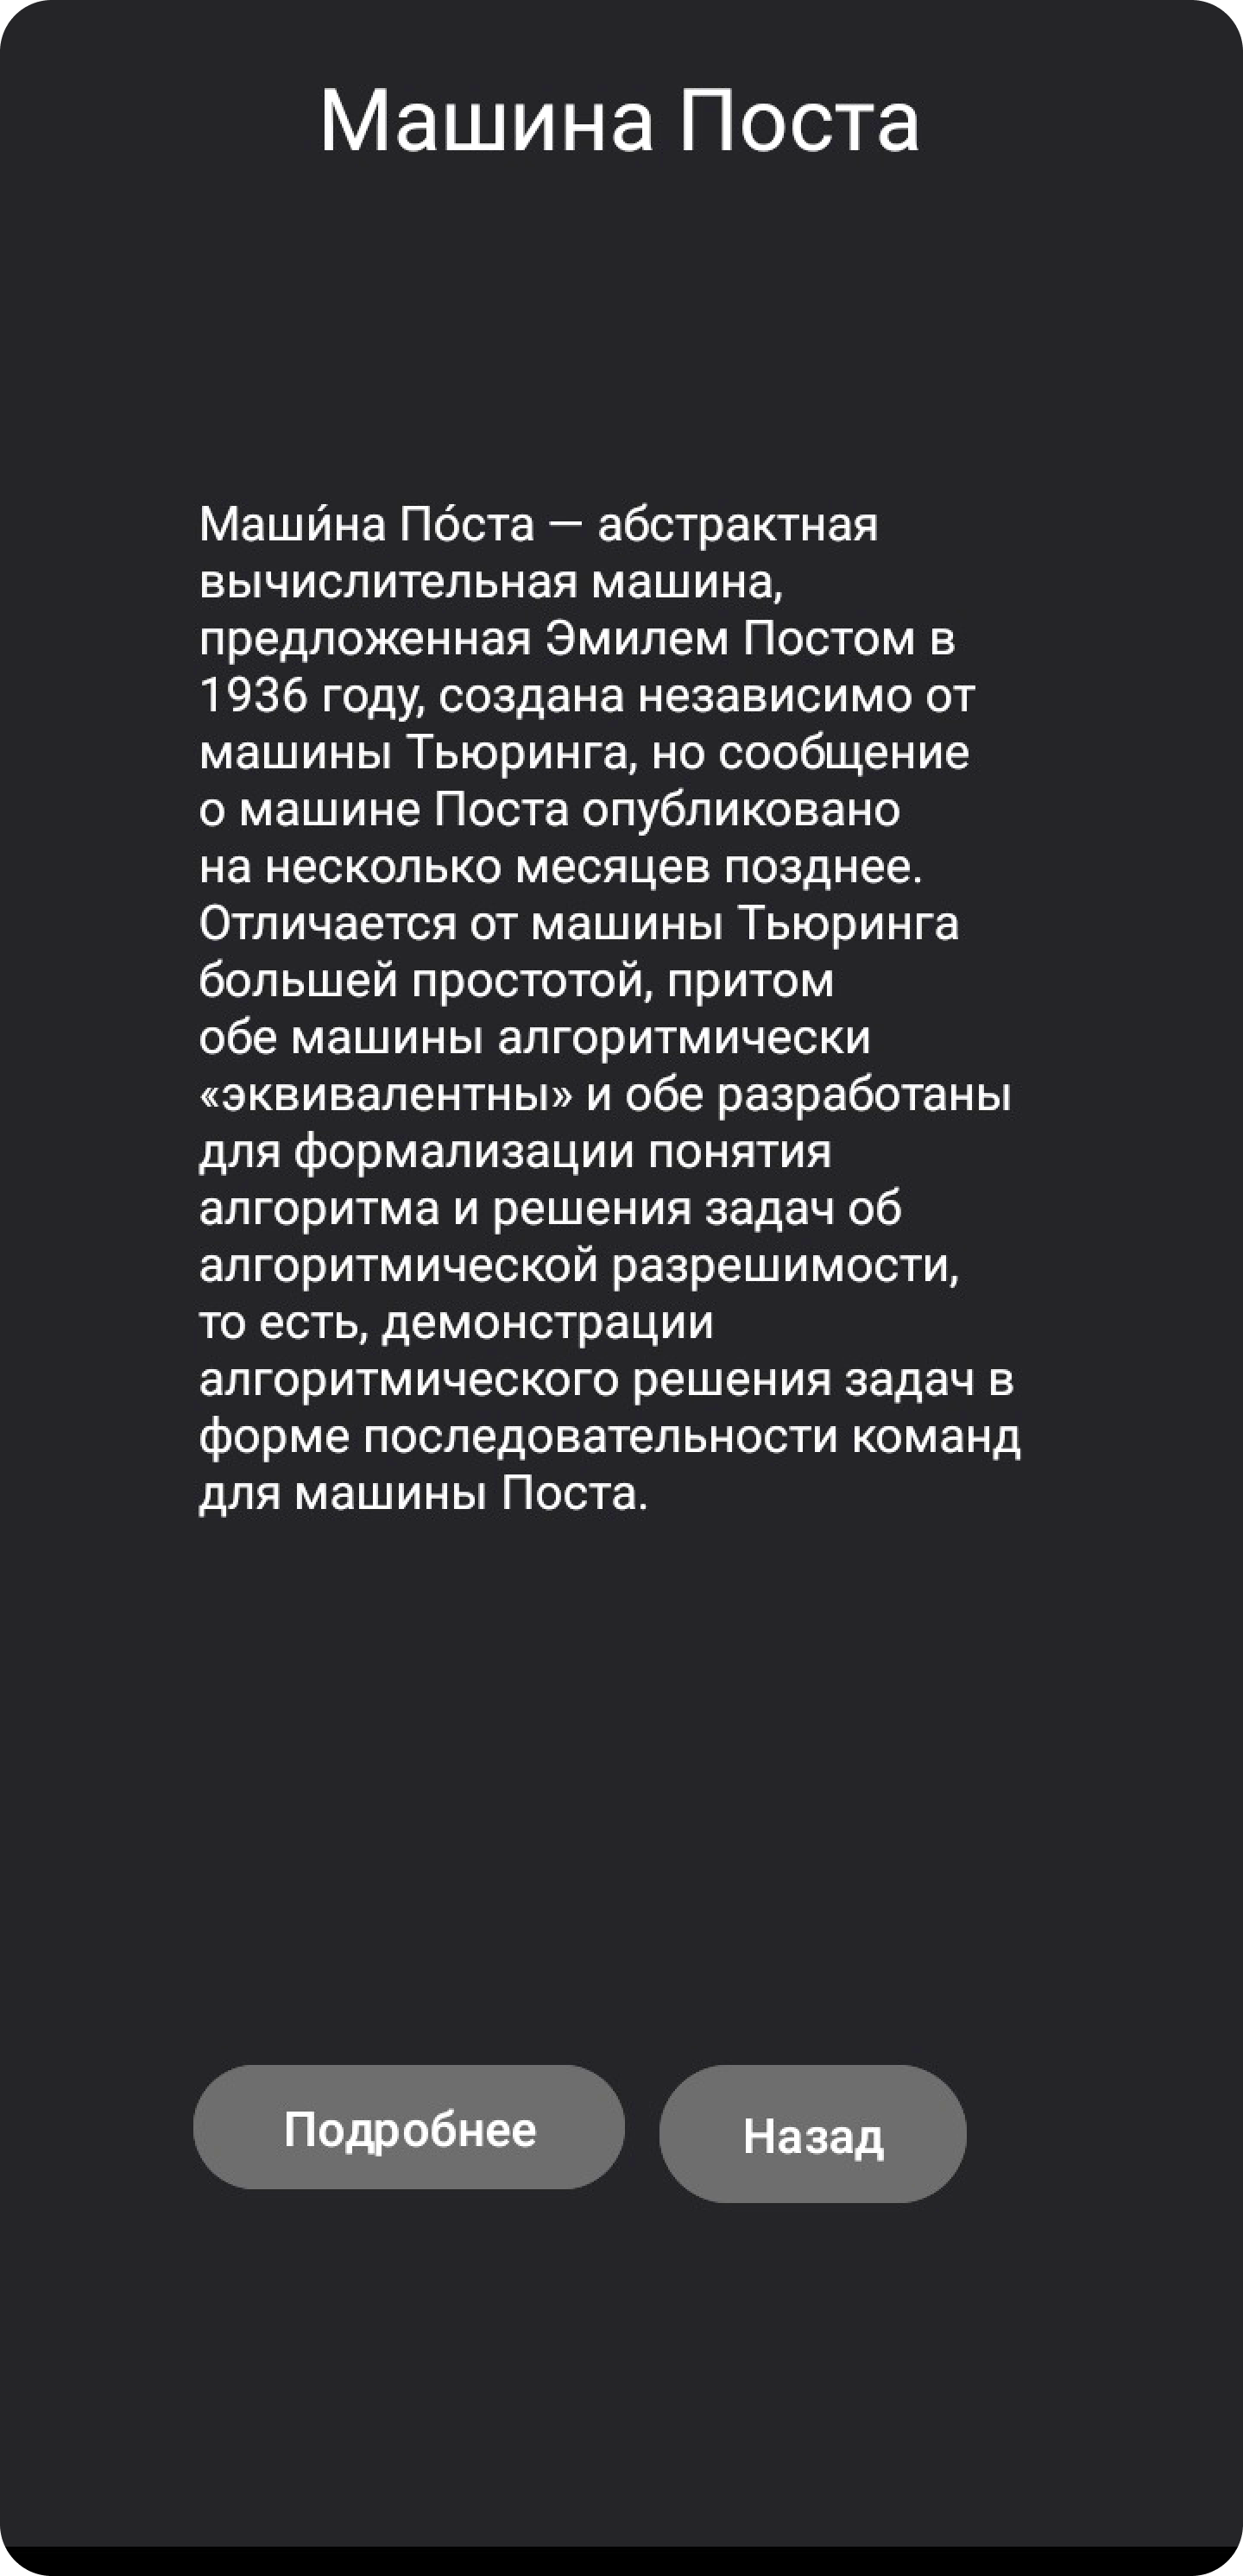 Машина Поста
Маши́на По́ста — абстрактная
вычислительная машина,
предложенная Эмилем Постом в
1936 году, создана независимо от
машины Тьюринга, но сообщение
о машине Поста опубликовано
на несколько месяцев позднее.
Отличается от машины Тьюринга
большей простотой, притом
обе машины алгоритмически
«эквивалентны» и обе разработаны
для формализации понятия
алгоритма и решения задач об
алгоритмической разрешимости,
то есть, демонстрации
алгоритмического решения задач в
форме последовательности команд
для машины Поста.
Подробнее
Назад